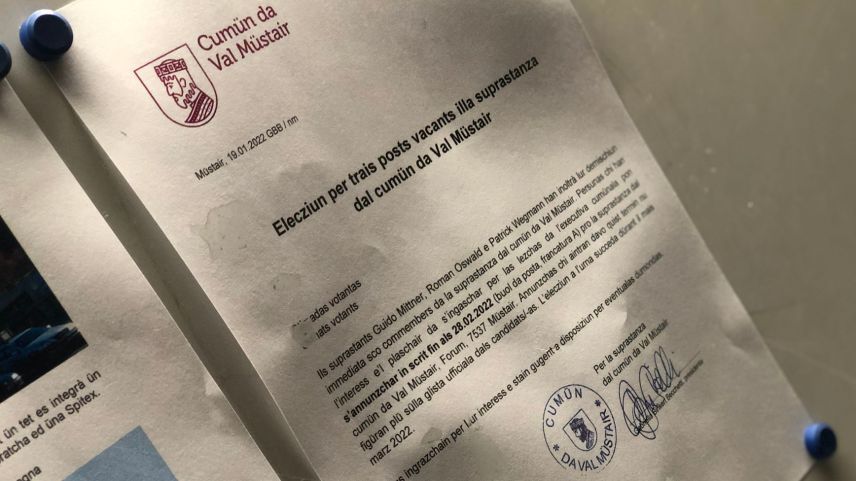 Cumün da
Val Müstair
Müstair, 19.01.2022 GBB / nm
Elecziun per trais posts vacants illa suprastanza
dal cumün da Val Müstair
adas votantas
ats votants
Ils suprastants Guido Mittner, Roman Oswald e Patrick Wegmann han inoltrà lur demischiun
immediata sco commembers da la suprastanza dal cumün da Val Müstair. Persunas chi han
l'interess e'l plaschair da s'ingaschar per las lezchas da l'executiva cumünala pon
s'annunzchar in scrit fin als 28.02.2022 (buol da posta, francatura A) pro la suprastanza dal
cumün da Val Müstair, Forum, 7537 Müstair. Annunzchas chi aintran davo quist termin nu
figüran plü sülla glista ufficiala dals candidats/-as. L'elecziun a l'urna succeda dürant il mais
marz 2022.
ingrazchain per Lur interess e stain gugent a disposiziun per eventualas dumondas.
Per la suprastanza
dal cumün da Val Müstair
CUMÜN
DA VAL MÜSTAIR
ün tet es integrà ün
ratcha ed üna Spitex.